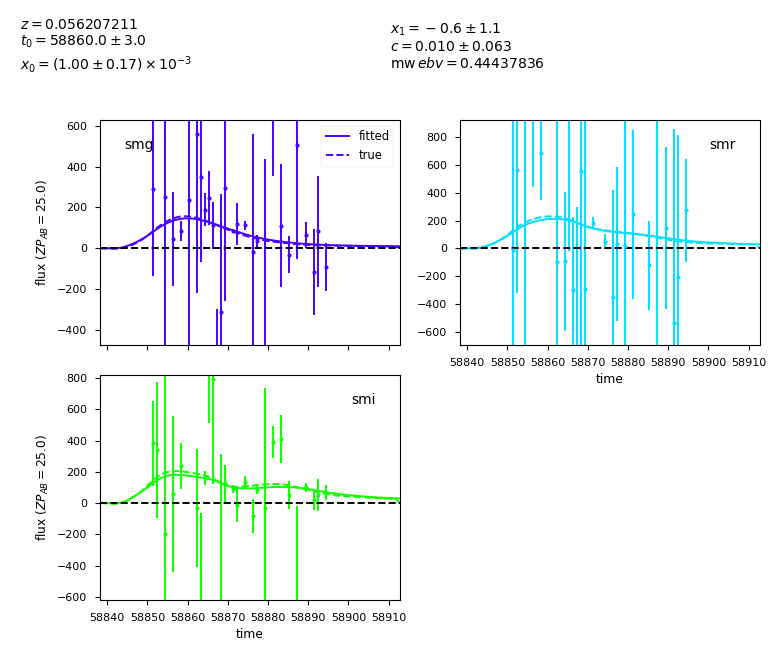 z = 0.056207211
t₀ = 58860.0 ± 3.0
x₀ = (1.00 ± 0.17) × 10⁻³
x₁ = −0.6 ± 1.1
c = 0.010 ± 0.063
mw ebv = 0.44437836
smg
fitted
true
600
400
200
0
−200
−400
flux (ZP_AB = 25.0)
smr
800
600
400
200
0
−200
−400
−600
58840 58850 58860 58870 58880 58890 58900 58910
time
smi
800
600
400
200
0
−200
−400
−600
flux (ZP_AB = 25.0)
58840 58850 58860 58870 58880 58890 58900 58910
time